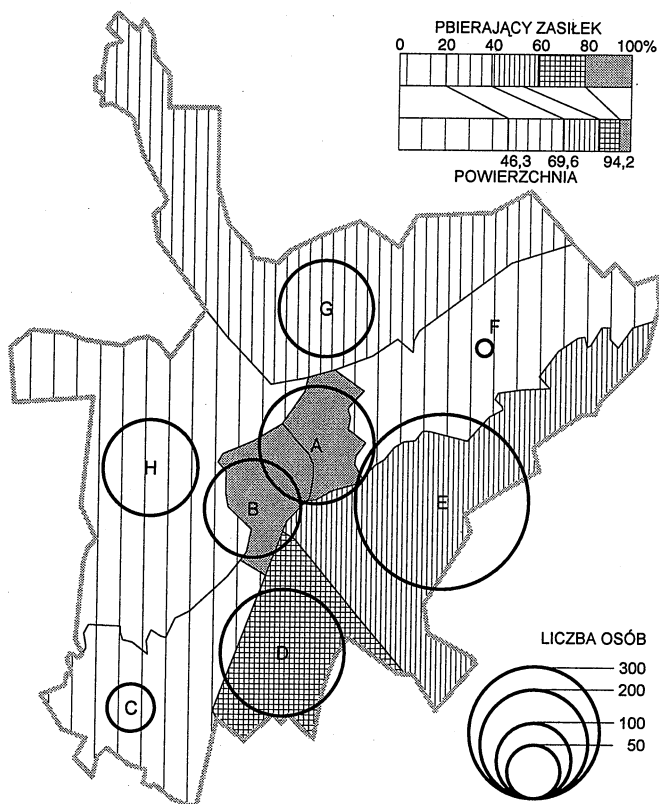 PBIERAJĄCY ZASIŁEK
0 20 40 60 80 100%
46,3 69,6 94,2
POWIERZCHNIA
G
F
A
H
B
E
D
C
LICZBA OSÓB
300
200
100
50